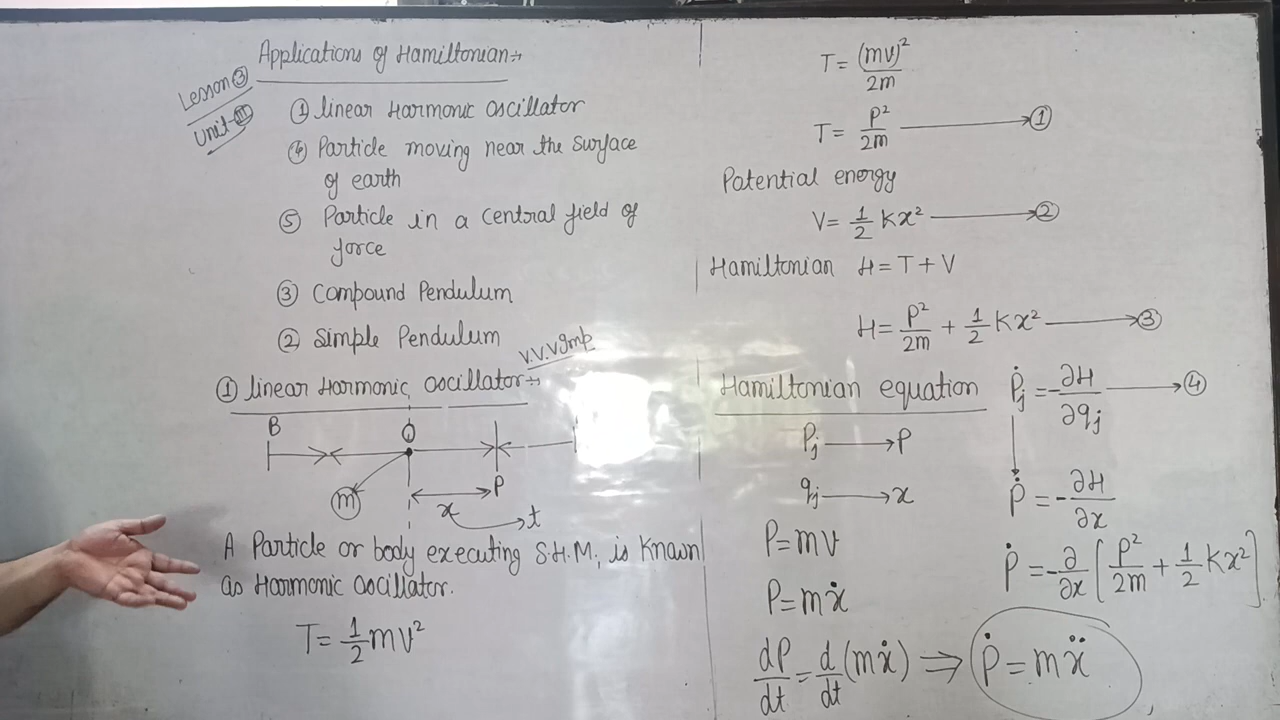 Applications of Hamiltonian:→
Lesson ③
Unit-III
① linear Harmonic oscillator
④ Particle moving near the surface
of earth
⑤ Particle in a central field of
force
③ Compound Pendulum
② Simple Pendulum
V.V.V Imp
① linear Harmonic oscillator:→
B O
m P
x t
A Particle or body executing S.H.M, is Known
as Harmonic oscillator.
T = 1/2 mv²
T = (mv)²/2m
T = P²/2m → ①
Potential energy
V = 1/2 Kx² → ②
Hamiltonian H = T + V
H = P²/2m + 1/2 Kx² → ③
Hamiltonian equation Ṗj = -∂H/∂qj → ④
Pj → P
qj → x
Ṗ = -∂H/∂x
P = mv
Ṗ = -∂/∂x [P²/2m + 1/2 Kx²]
P = mẋ
dP/dt = d/dt (mẋ) ⇒ Ṗ = mẍ